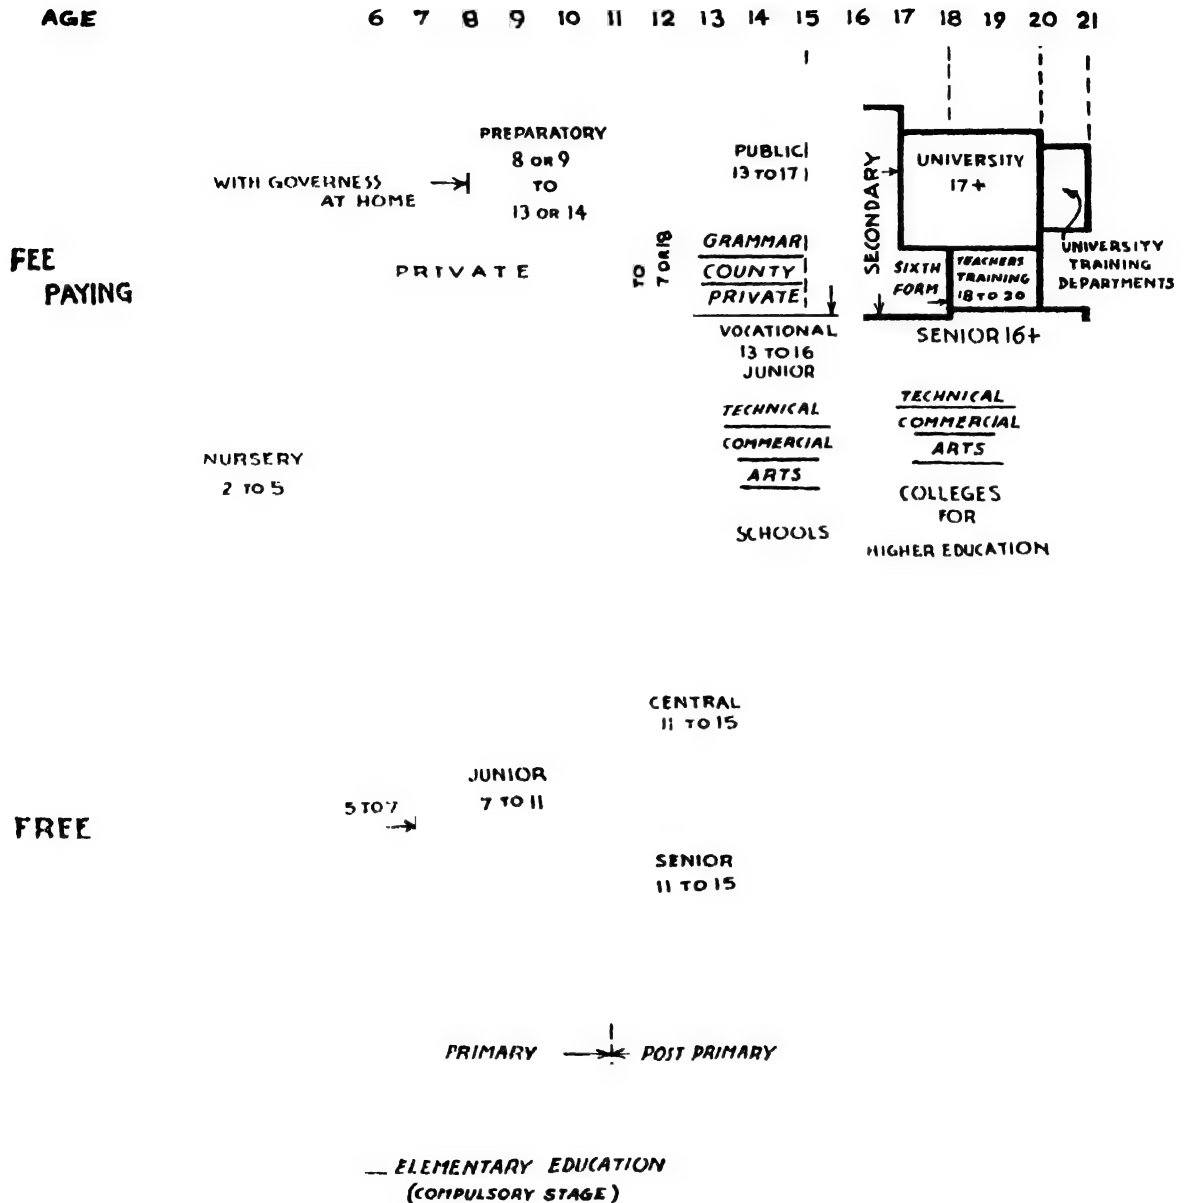 AGE 6 7 8 9 10 11 12 13 14 15 16 17 18 19 20 21
PREPARATORY
8 OR 9
TO
13 OR 14
WITH GOVERNESS
AT HOME
PUBLIC
13 TO 17
SECONDARY
UNIVERSITY
17+
FEE
PAYING
PRIVATE
TO
7 OR 18
GRAMMAR
COUNTY
PRIVATE
SIXTH
FORM
TEACHERS
TRAINING
18 TO 20
UNIVERSITY
TRAINING
DEPARTMENTS
VOCATIONAL
13 TO 16
JUNIOR
TECHNICAL
COMMERCIAL
ARTS
SCHOOLS
SENIOR 16+
TECHNICAL
COMMERCIAL
ARTS
COLLEGES
FOR
HIGHER EDUCATION
NURSERY
2 TO 5
CENTRAL
11 TO 15
JUNIOR
7 TO 11
5 TO 7
FREE
SENIOR
11 TO 15
PRIMARY
POST PRIMARY
ELEMENTARY EDUCATION
(COMPULSORY STAGE)